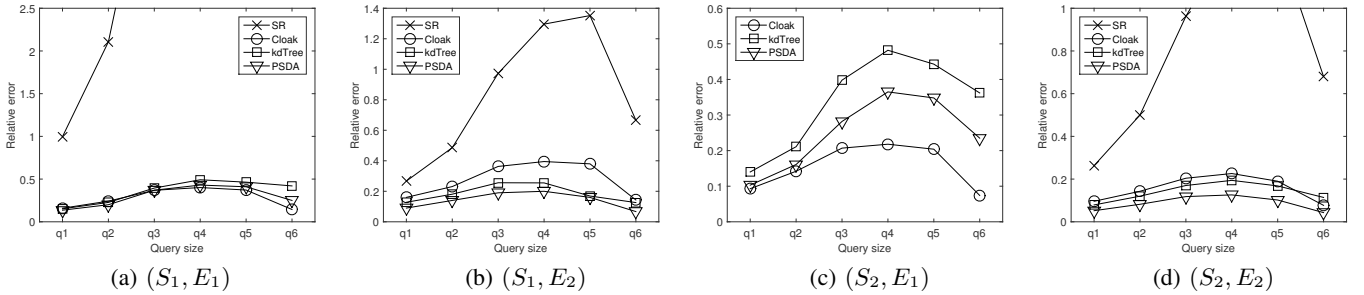 2.5
2
1.5
1
0.5
0
Relative error
q1 q2 q3 q4 q5 q6
Query size
SR
Cloak
kdTree
PSDA
(a) (S1, E1)
1.4
1.2
1
0.8
0.6
0.4
0.2
0
Relative error
q1 q2 q3 q4 q5 q6
Query size
SR
Cloak
kdTree
PSDA
(b) (S1, E2)
0.6
0.5
0.4
0.3
0.2
0.1
0
Relative error
q1 q2 q3 q4 q5 q6
Query size
Cloak
kdTree
PSDA
(c) (S2, E1)
1
0.8
0.6
0.4
0.2
0
Relative error
q1 q2 q3 q4 q5 q6
Query size
SR
Cloak
kdTree
PSDA
(d) (S2, E2)